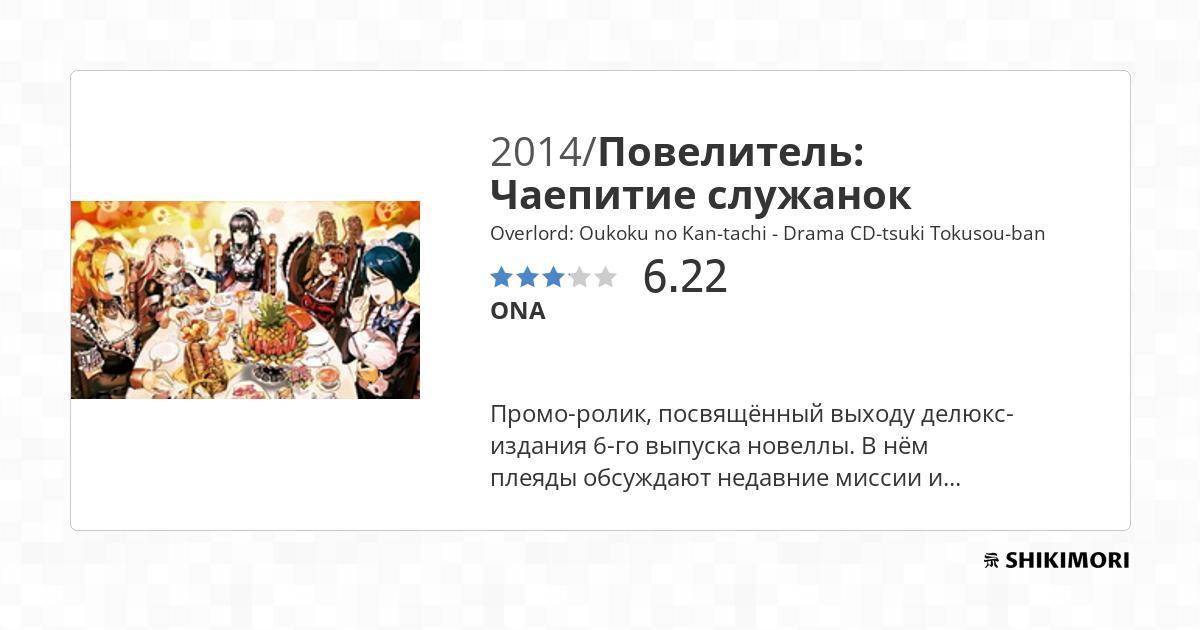 2014/Повелитель:
Чаепитие служанок
Overlord: Oukoku no Kan-tachi - Drama CD-tsuki Tokusou-ban
6.22
ONA
Промо-ролик, посвящённый выходу делюкс-
издания 6-го выпуска новеллы. В нём
плеяды обсуждают недавние миссии и...
SHIKIMORI